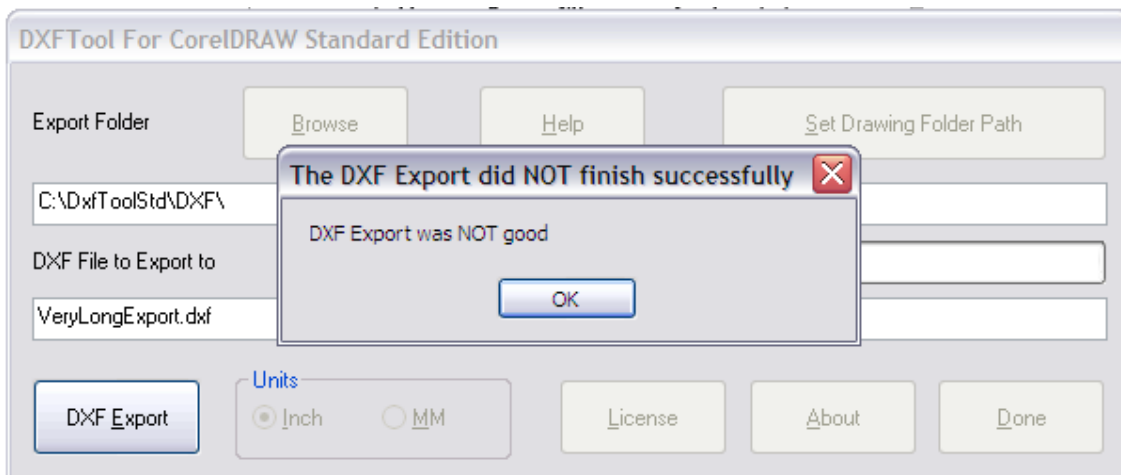 DXFTool For CorelDRAW Standard Edition
Export Folder
Browse
Help
Set Drawing Folder Path
The DXF Export did NOT finish successfully
C:\DxfToolStd\DXF\
DXF Export was NOT good
DXF File to Export to
OK
VeryLongExport.dxf
Units
DXF Export
Inch
MM
License
About
Done